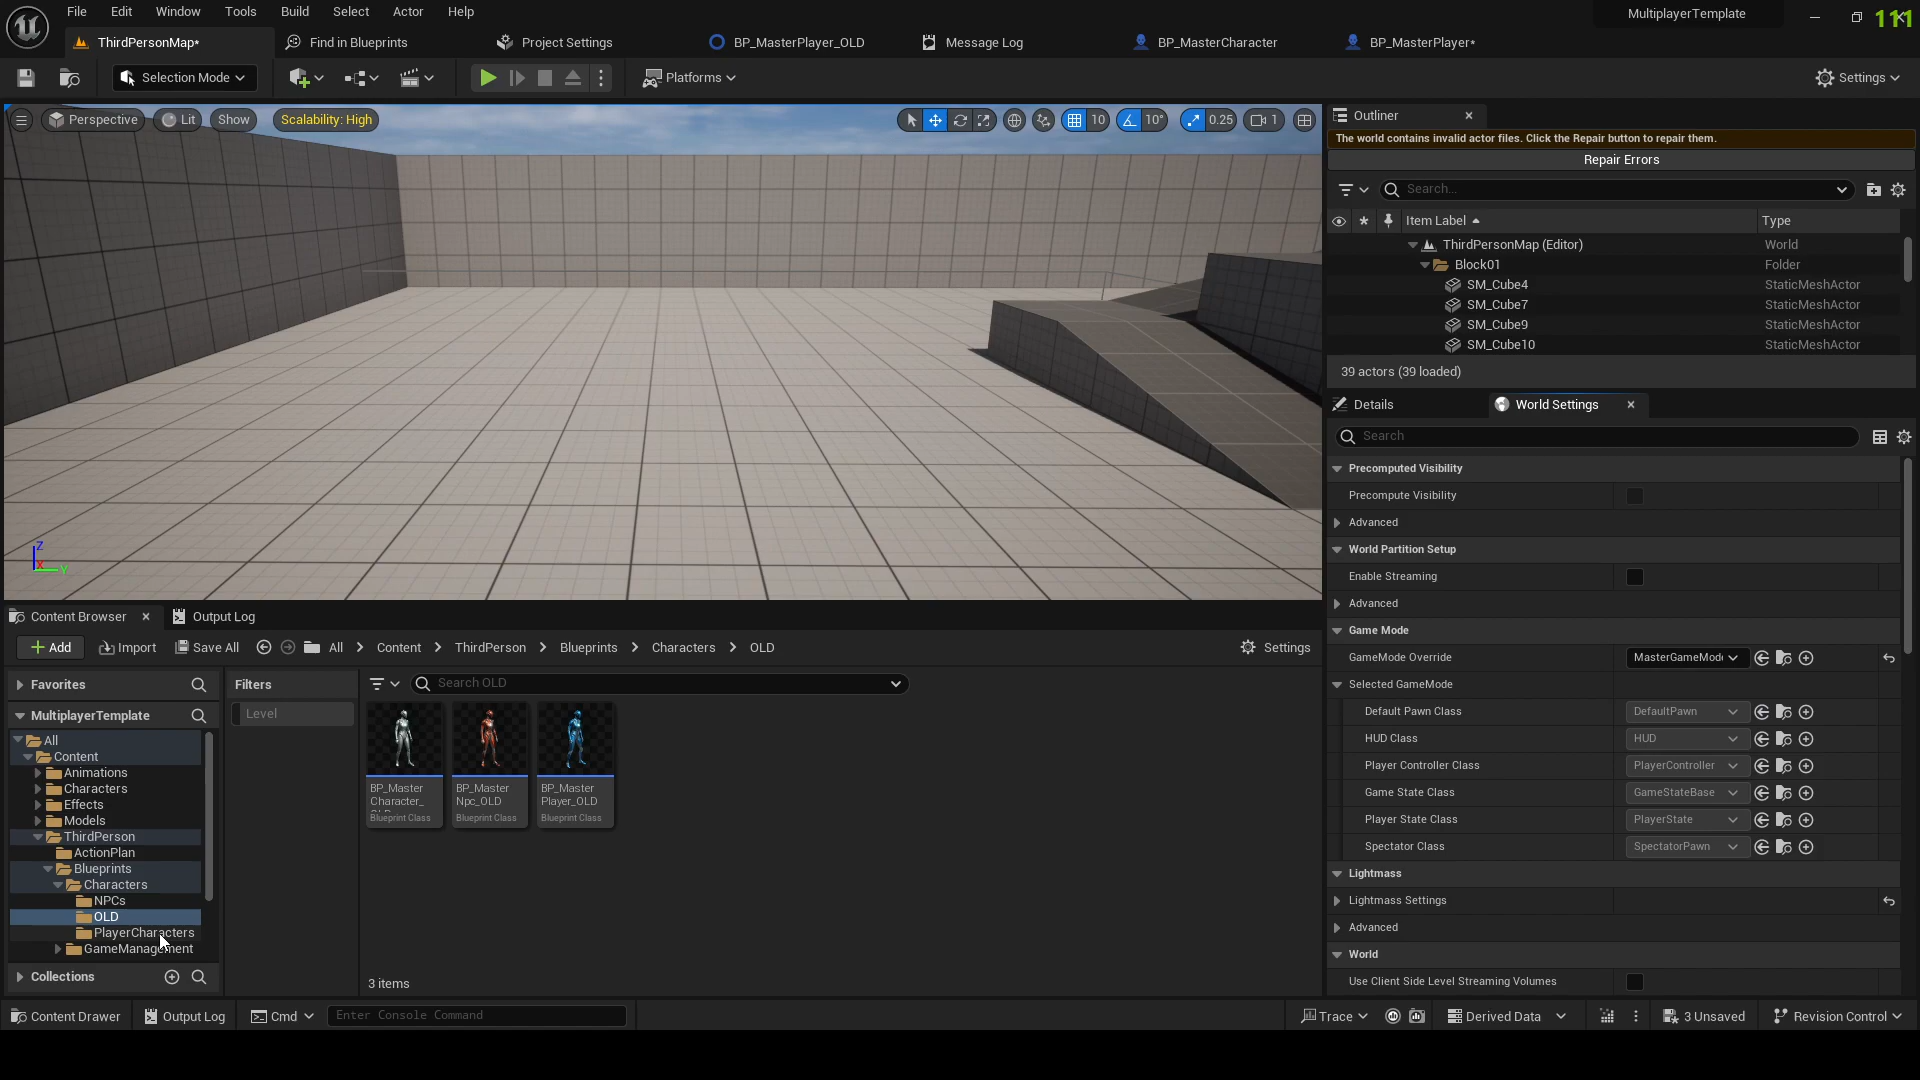 File Edit Window Tools Build Select Actor Help
MultiplayerTemplate
111
ThirdPersonMap*
Find in Blueprints
Project Settings
BP_MasterPlayer_OLD
Message Log
BP_MasterCharacter
BP_MasterPlayer*
Selection Mode
Platforms
Settings
Perspective
Lit
Show
Scalability: High
10
10°
0.25
1
Z
X
Y
Outliner
The world contains invalid actor files. Click the Repair button to repair them.
Repair Errors
Search...
Item Label
Type
ThirdPersonMap (Editor) World
Block01 Folder
SM_Cube4 StaticMeshActor
SM_Cube7 StaticMeshActor
SM_Cube9 StaticMeshActor
SM_Cube10 StaticMeshActor
39 actors (39 loaded)
Details
World Settings
Search
Precomputed Visibility
Precompute Visibility
Advanced
World Partition Setup
Enable Streaming
Advanced
Game Mode
GameMode Override MasterGameMod
Selected GameMode
Default Pawn Class DefaultPawn
HUD Class HUD
Player Controller Class PlayerController
Game State Class GameStateBase
Player State Class PlayerState
Spectator Class SpectatorPawn
Lightmass
Lightmass Settings
Advanced
World
Use Client Side Level Streaming Volumes
Content Browser
Output Log
Add
Import
Save All
All > Content > ThirdPerson > Blueprints > Characters > OLD
Settings
Favorites
MultiplayerTemplate
All
Content
Animations
Characters
Effects
Models
ThirdPerson
ActionPlan
Blueprints
Characters
NPCs
OLD
PlayerCharacters
GameManagement
Collections
Filters
Level
Search OLD
BP_Master
Character_
Blueprint Class
BP_Master
Npc_OLD
Blueprint Class
BP_Master
Player_OLD
Blueprint Class
3 items
Content Drawer
Output Log
Cmd
Enter Console Command
Trace
Derived Data
3 Unsaved
Revision Control